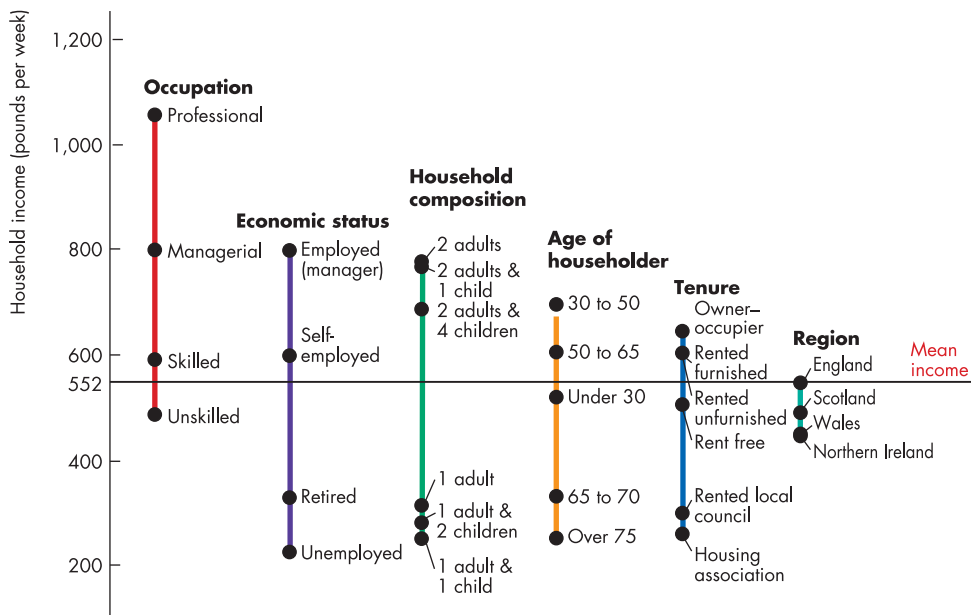 Household income (pounds per week)
1,200
1,000
800
600
552
400
200
Occupation
Professional
Managerial
Skilled
Unskilled
Economic status
Employed
(manager)
Self-
employed
Retired
Unemployed
Household
composition
2 adults
2 adults &
1 child
2 adults &
4 children
1 adult
1 adult &
2 children
1 adult &
1 child
Age of
householder
30 to 50
50 to 65
Under 30
65 to 70
Over 75
Tenure
Owner–
occupier
Rented
furnished
Rented
unfurnished
Rent free
Rented local
council
Housing
association
Region
England
Scotland
Wales
Northern Ireland
Mean
income